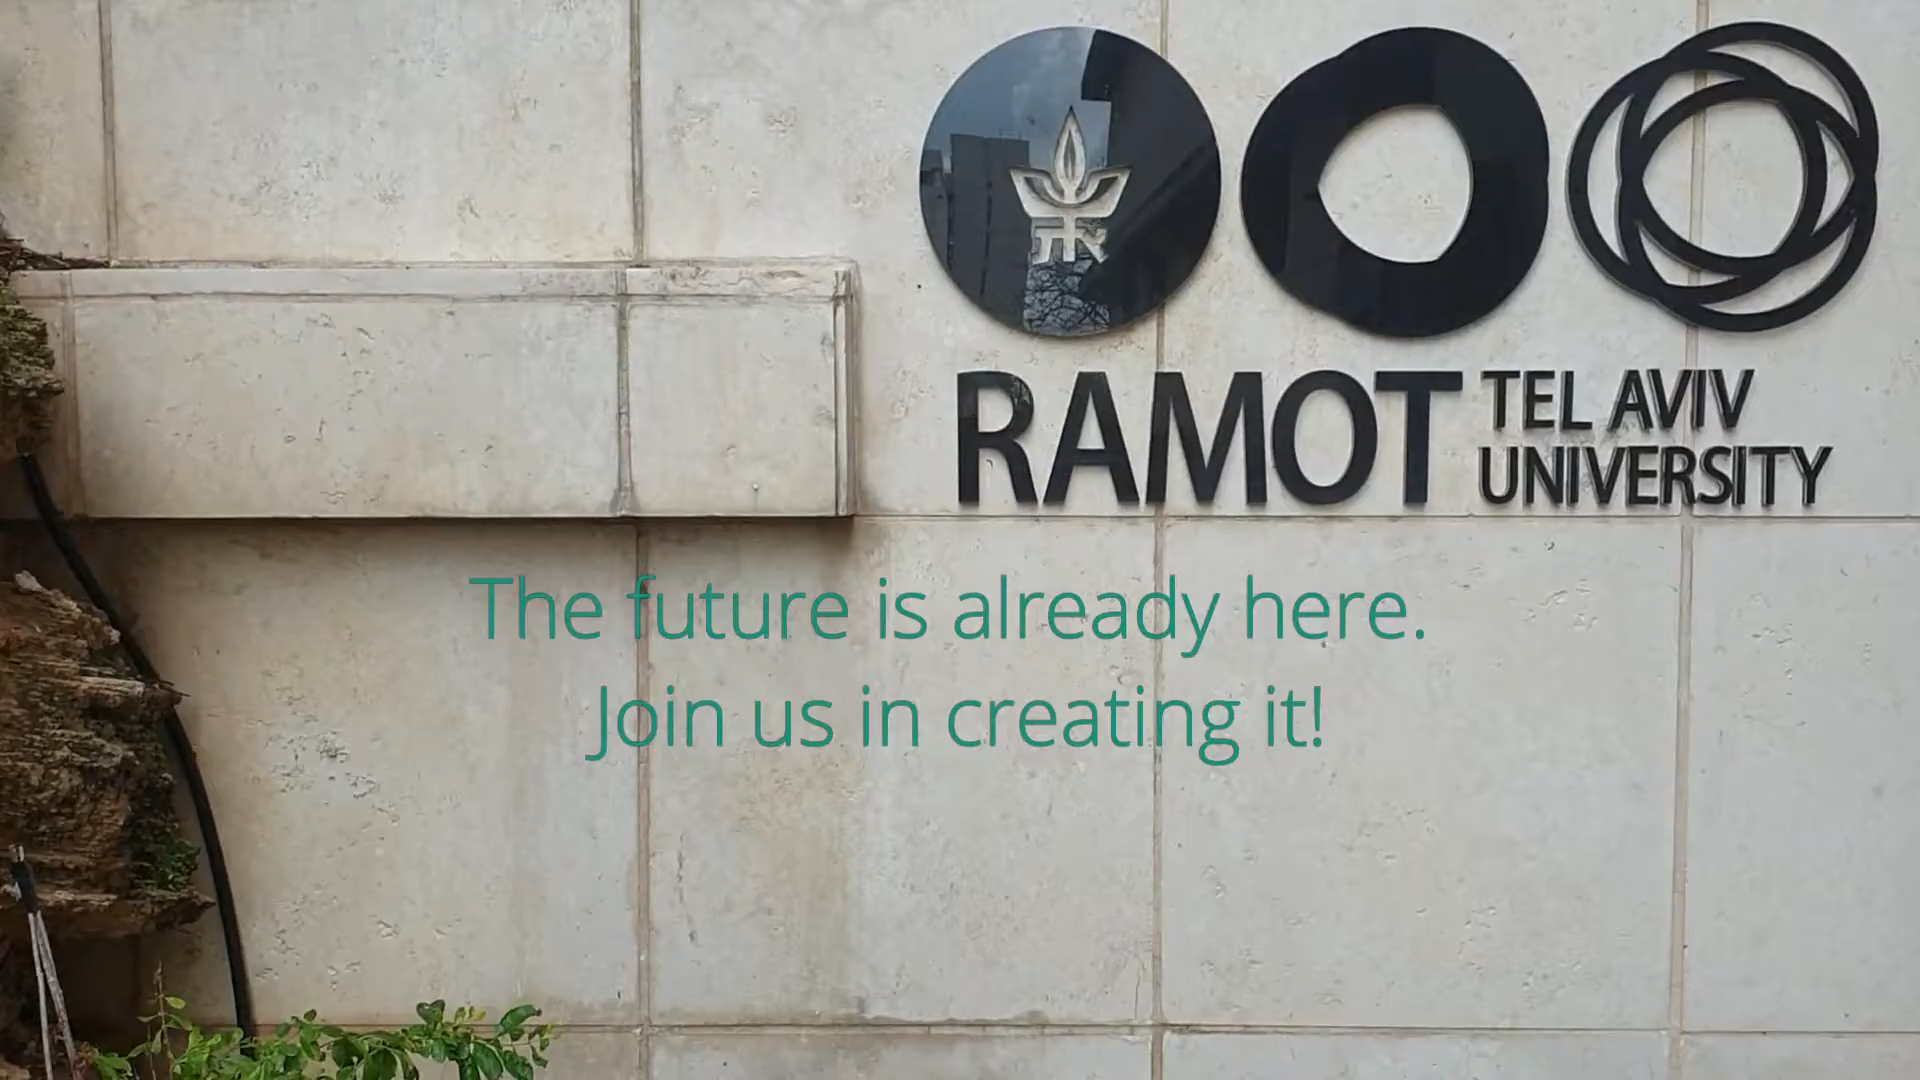 RAMOT
TEL AVIV
UNIVERSITY
The future is already here.
Join us in creating it!